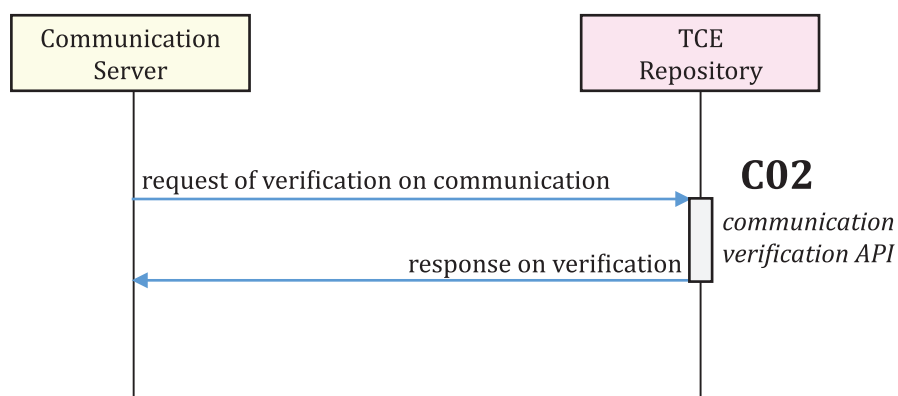 Communication
Server
TCE
Repository
request of verification on communication
C02
communication
verification API
response on verification